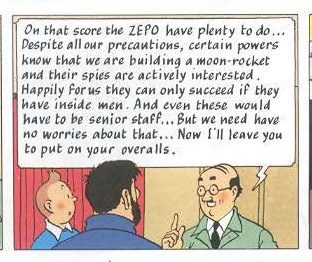 On that score the ZEPO have plenty to do...
Despite all our precautions, certain powers
know that we are building a moon-rocket
and their spies are actively interested.
Happily for us they can only succeed if they
have inside men. And even these would
have to be senior staff... But we need have
no worries about that... Now I'll leave you
to put on your overalls.